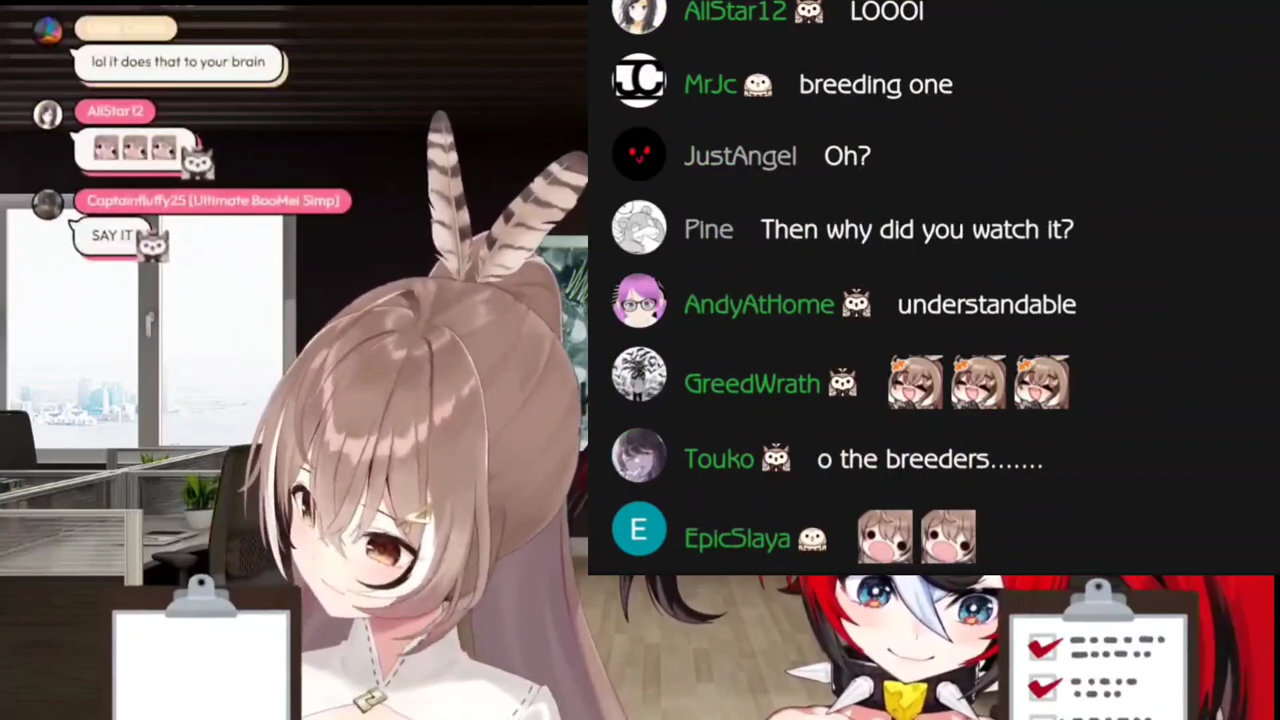 lol it does that to your brain
AllStar12
Captainfluffy25 [Ultimate BooMei Simp]
SAY IT
AllStar12 LOOOl
MrJc breeding one
JustAngel Oh?
Pine Then why did you watch it?
AndyAtHome understandable
GreedWrath
Touko o the breeders.......
E EpicSlaya